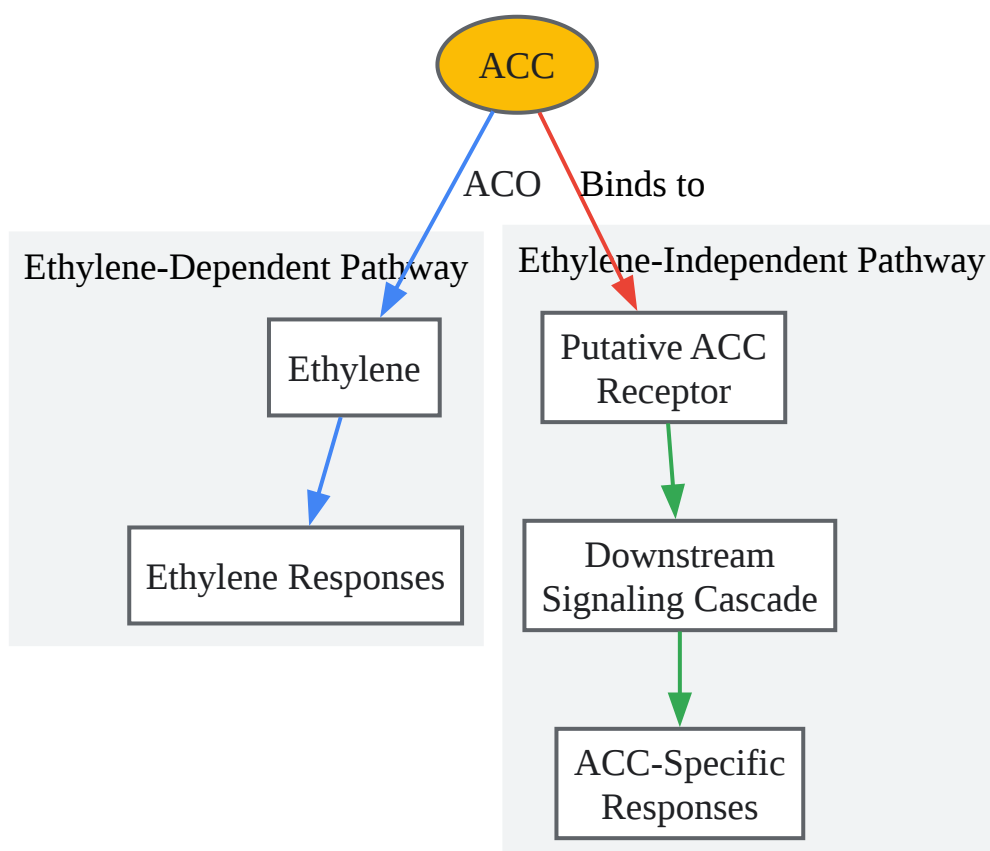 ACC
ACO
Binds to
Ethylene-Dependent Pathway
Ethylene-Independent Pathway
Ethylene
Putative ACC
Receptor
Ethylene Responses
Downstream
Signaling Cascade
ACC-Specific
Responses